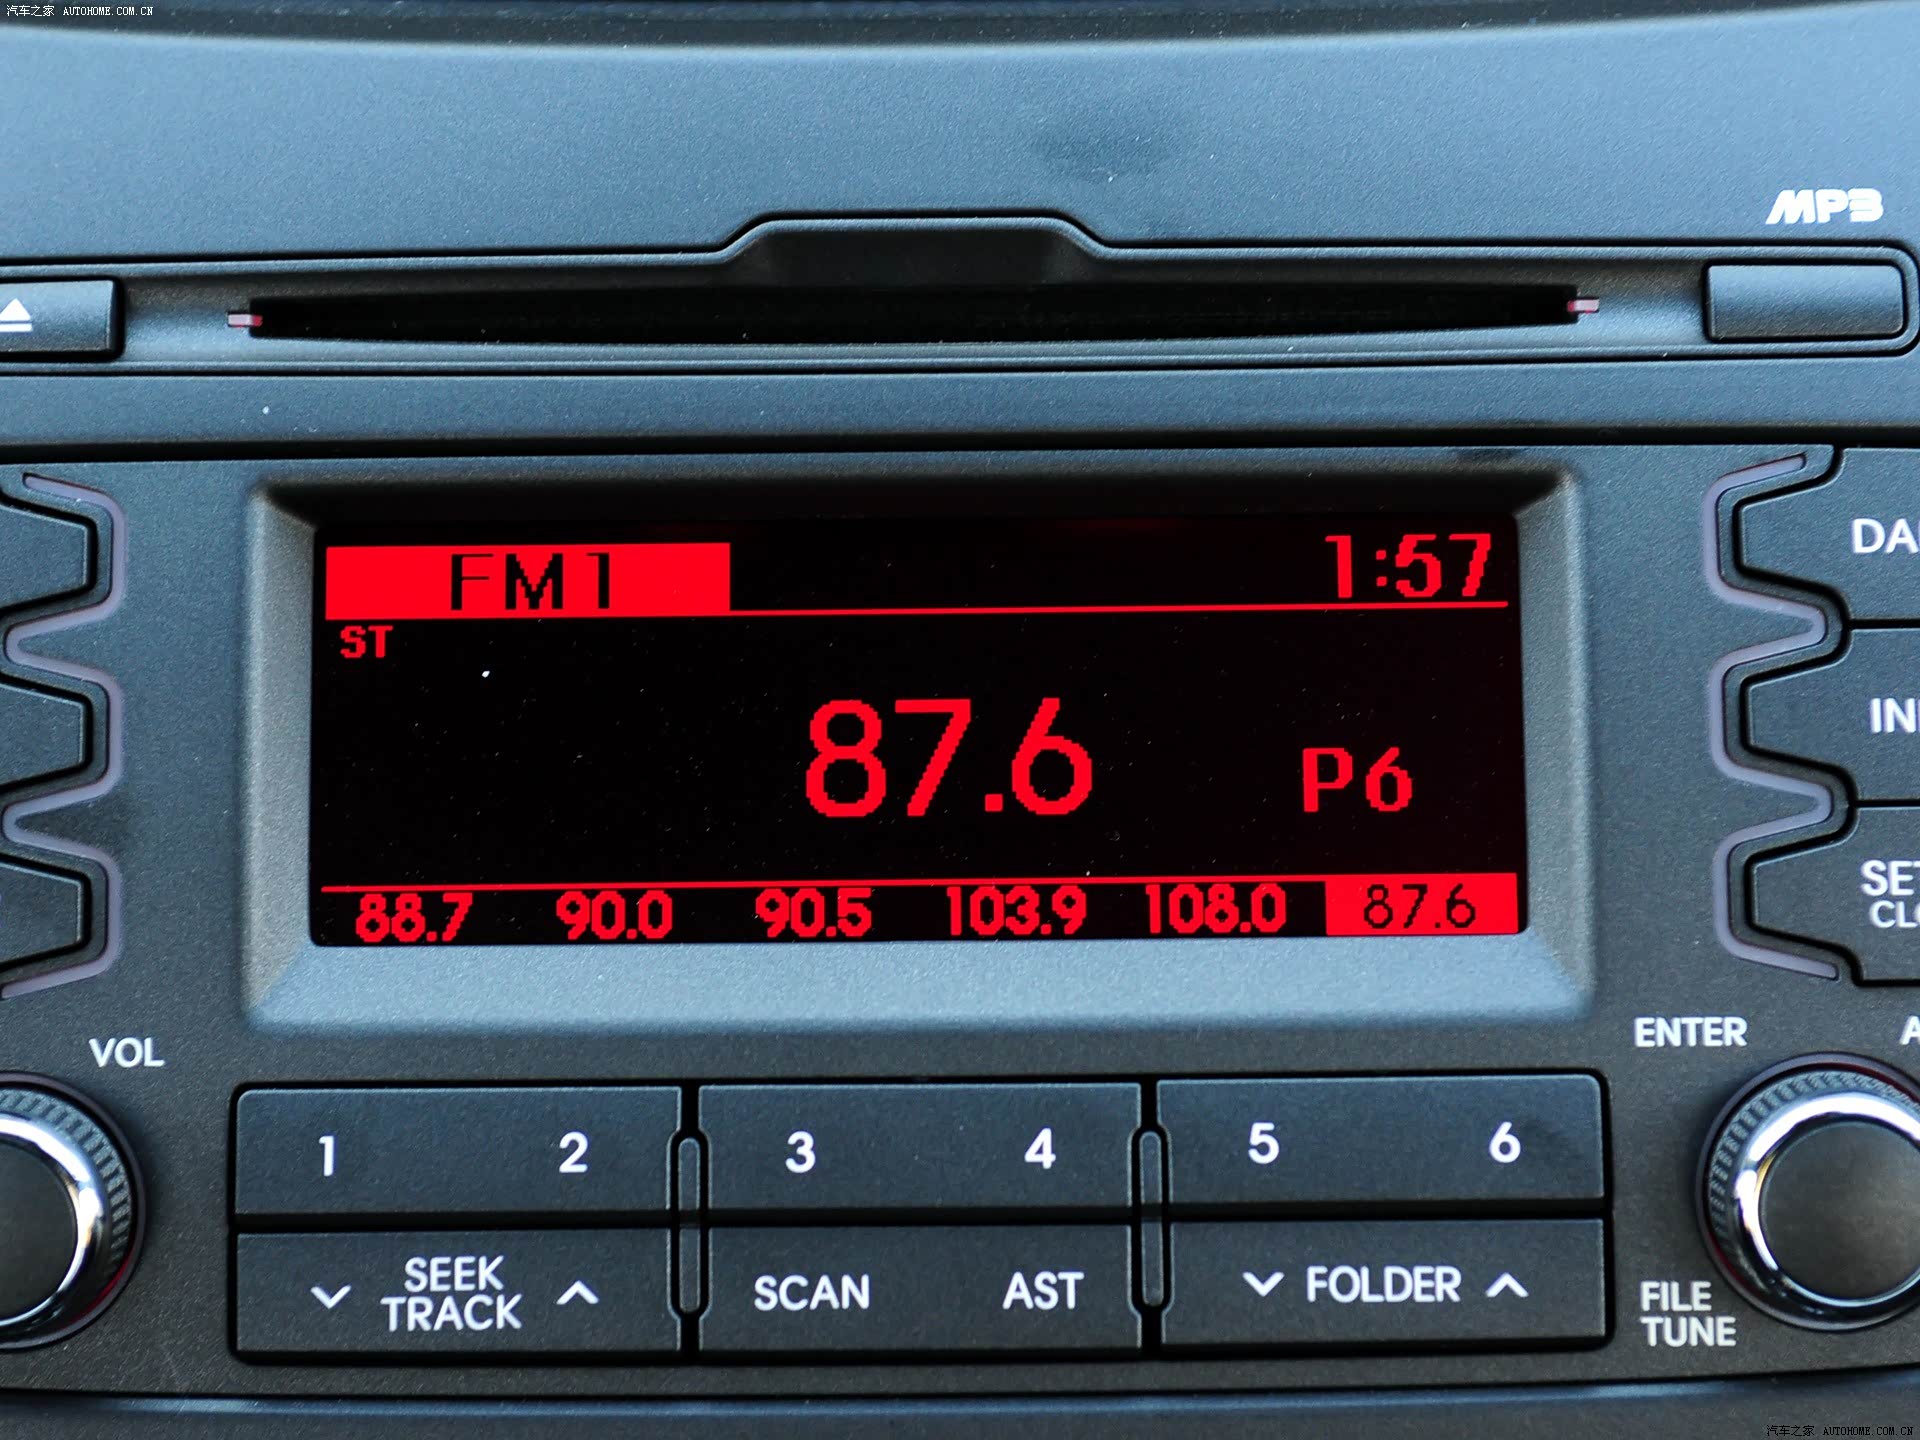 汽车之家 AUTOHOME.COM.CN
MP3
FM1
1:57
ST
87.6
P6
88.7 90.0 90.5 103.9 108.0 87.6
VOL
ENTER
1 2 3 4 5 6
SEEK
TRACK
SCAN AST
FOLDER
FILE
TUNE
汽车之家 AUTOHOME.COM.CN